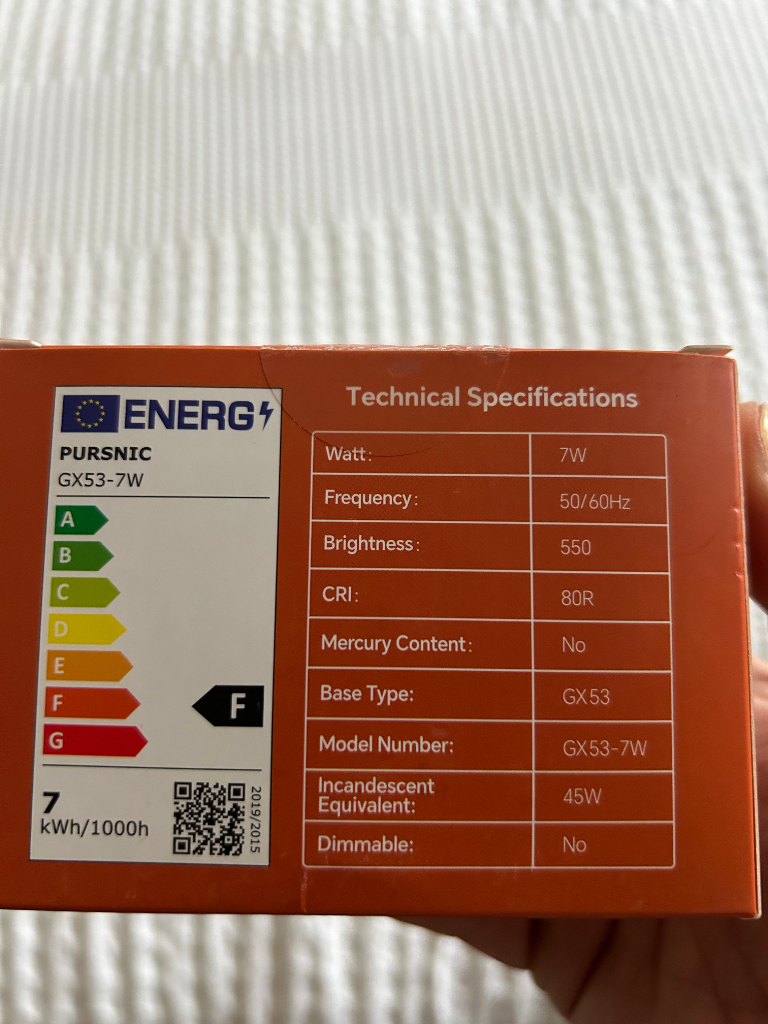 ENERG
PURSNIC
GX53-7W
A
B
C
D
E
F
G
F
7
kWh/1000h
2019/2015
Technical Specifications
Watt: 7W
Frequency: 50/60Hz
Brightness: 550
CRI: 80R
Mercury Content: No
Base Type: GX53
Model Number: GX53-7W
Incandescent
Equivalent: 45W
Dimmable: No